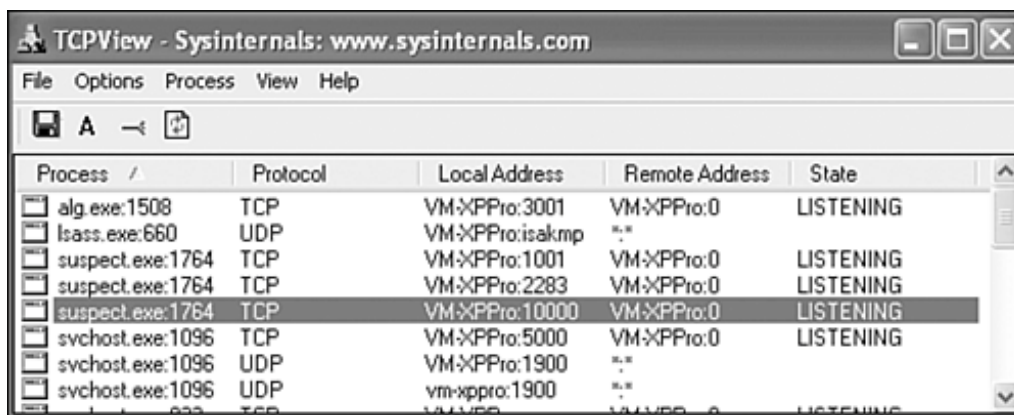 TCPView - Sysinternals: www.sysinternals.com
File Options Process View Help
A
Process / Protocol Local Address Remote Address State
alg.exe:1508 TCP VM-XPPro:3001 VM-XPPro:0 LISTENING
lsass.exe:660 UDP VM-XPPro:isakmp *:*
suspect.exe:1764 TCP VM-XPPro:1001 VM-XPPro:0 LISTENING
suspect.exe:1764 TCP VM-XPPro:2283 VM-XPPro:0 LISTENING
suspect.exe:1764 TCP VM-XPPro:10000 VM-XPPro:0 LISTENING
svchost.exe:1096 TCP VM-XPPro:5000 VM-XPPro:0 LISTENING
svchost.exe:1096 UDP VM-XPPro:1900 *:*
svchost.exe:1096 UDP vm-xppro:1900 *:*